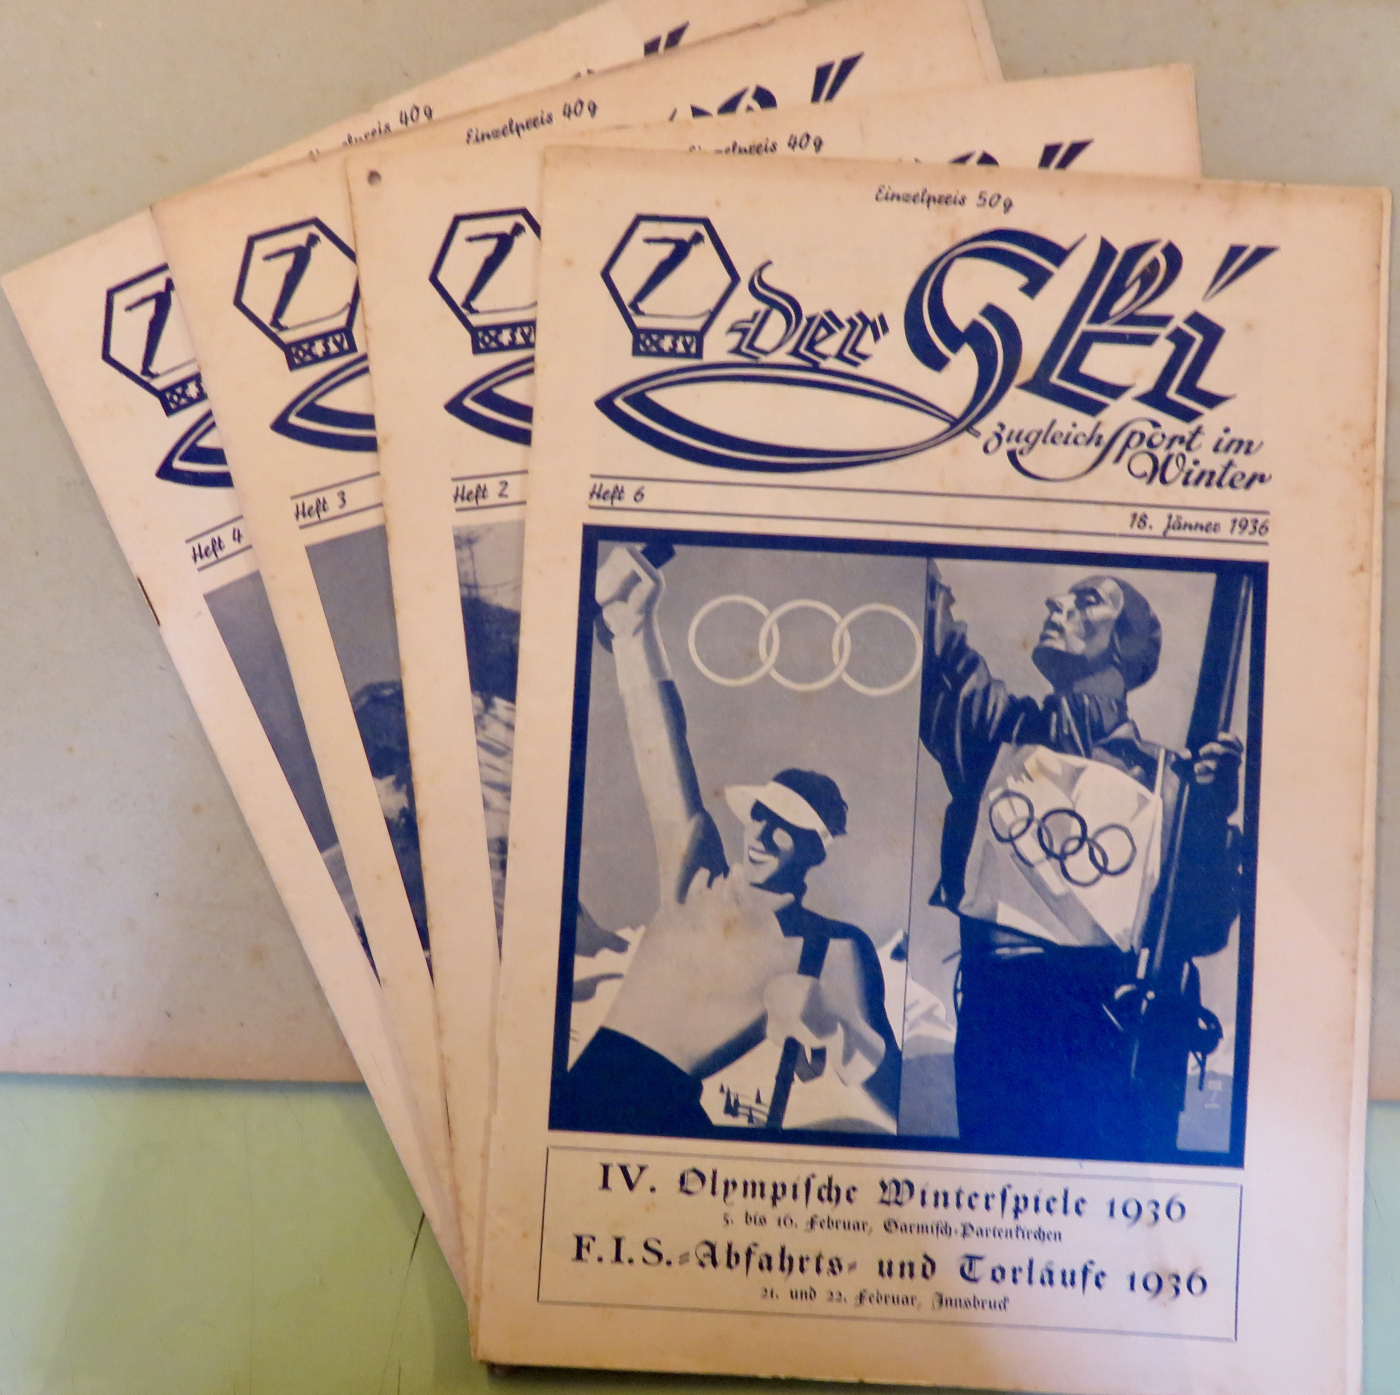 Einzelpreis 40g
Einzelpreis 40g
Heft 4
Heft 3
Heft 2
Einzelpreis 50g
ÖSV
der Ski
zugleich Sport im
Winter
Heft 6
18. Jänner 1936
IV. Olympische Winterspiele 1936
5. bis 16. Februar, Garmisch-Partenkirchen
F.I.S.-Abfahrts- und Torläufe 1936
21. und 22. Februar, Innsbruck